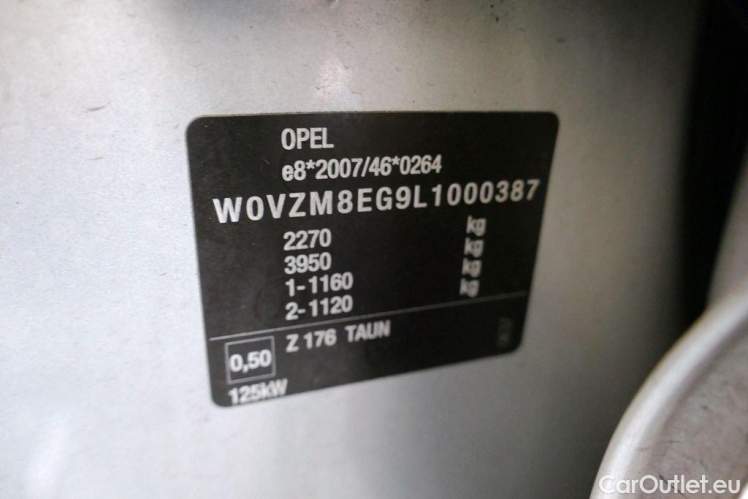 OPEL
e8*2007/46*0264
W0VZM8EG9L1000387
2270 kg
3950 kg
1-1160 kg
2-1120 kg
0,50 Z 176 TAUN
125kW
CarOutlet.eu